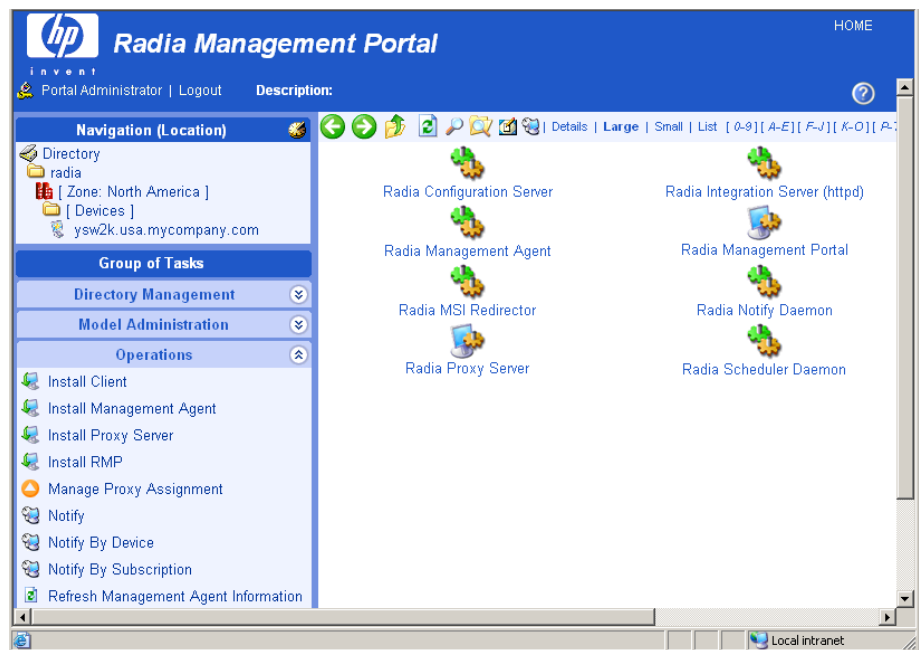 HOME
hp
Radia Management Portal
invent
Portal Administrator | Logout Description:
Navigation (Location)
Details | Large | Small | List [ 0-9 ] [ A-E ] [ F-J ] [ K-O ] [
Directory
radia
[ Zone: North America ]
[ Devices ]
ysw2k.usa.mycompany.com
Group of Tasks
Directory Management
Model Administration
Operations
Install Client
Install Management Agent
Install Proxy Server
Install RMP
Manage Proxy Assignment
Notify
Notify By Device
Notify By Subscription
Refresh Management Agent Information
Radia Configuration Server
Radia Integration Server (httpd)
Radia Management Agent
Radia Management Portal
Radia MSI Redirector
Radia Notify Daemon
Radia Proxy Server
Radia Scheduler Daemon
Local intranet